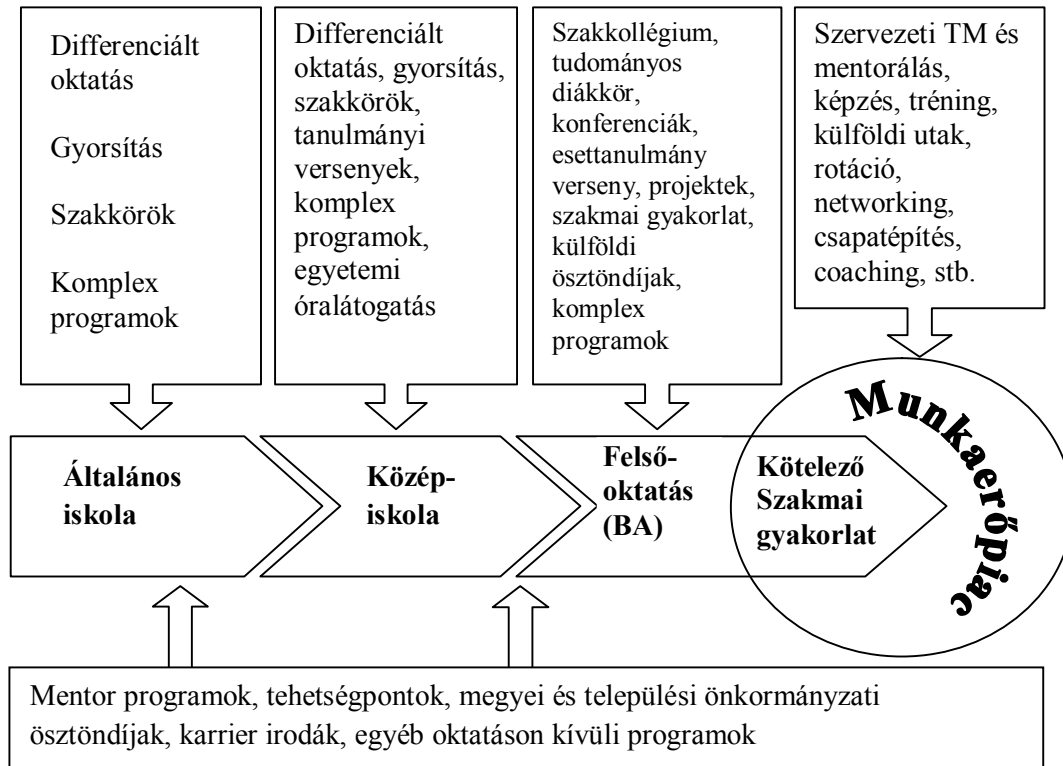 Differenciált
oktatás
Gyorsítás
Szakkörök
Komplex
programok
Differenciált
oktatás, gyorsítás,
szakkörök,
tanulmányi
versenyek,
komplex
programok,
egyetemi
óralátogatás
Szakkollégium,
tudományos
diákkör,
konferenciák,
esettanulmány
verseny, projektek,
szakmai gyakorlat,
külföldi
ösztöndíjak,
komplex
programok
Szervezeti TM és
mentorálás,
képzés, tréning,
külföldi utak,
rotáció,
networking,
csapatépítés,
coaching, stb.
Általános
iskola
Közép-
iskola
Felső-
oktatás
(BA)
Kötelező
Szakmai
gyakorlat
Munkaerőpiac
Mentor programok, tehetségpontok, megyei és települési önkormányzati
ösztöndíjak, karrier irodák, egyéb oktatáson kívüli programok